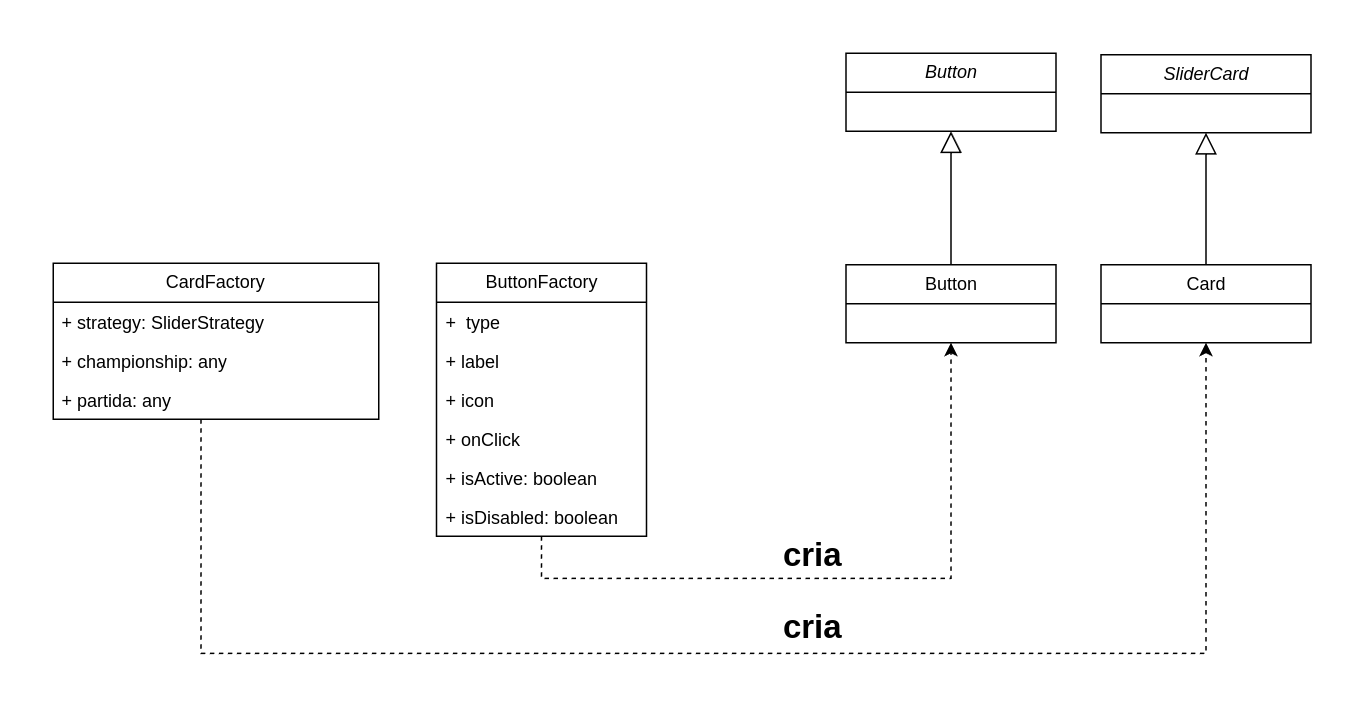 Button
SliderCard
CardFactory
+ strategy: SliderStrategy
+ championship: any
+ partida: any
ButtonFactory
+  type
+ label
+ icon
+ onClick
+ isActive: boolean
+ isDisabled: boolean
Button
Card
cria
cria